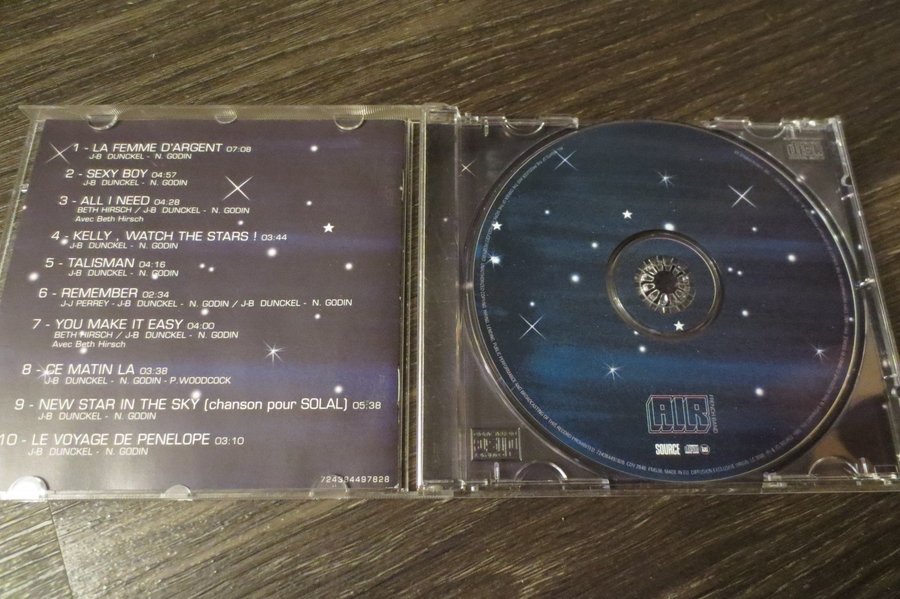 1 - LA FEMME D'ARGENT 07:08
J-B DUNCKEL - N. GODIN
2 - SEXY BOY 04:57
J-B DUNCKEL - N. GODIN
3 - ALL I NEED 04:28
BETH HIRSCH / J-B DUNCKEL - N. GODIN
Avec Beth Hirsch
4 - KELLY , WATCH THE STARS ! 03:44
J-B DUNCKEL - N. GODIN
5 - TALISMAN 04:16
J-B DUNCKEL - N. GODIN
6 - REMEMBER 02:34
J-J PERREY - J-B DUNCKEL - N. GODIN / J-B DUNCKEL - N. GODIN
7 - YOU MAKE IT EASY 04:00
BETH HIRSCH / J-B DUNCKEL - N. GODIN
Avec Beth Hirsch
8 - CE MATIN LA 03:38
J-B DUNCKEL - N. GODIN - P.WOODCOCK
9 - NEW STAR IN THE SKY (chanson pour SOLAL) 05:38
J-B DUNCKEL - N. GODIN
10 - LE VOYAGE DE PENELOPE 03:10
J-B DUNCKEL - N. GODIN
724384497828
AIR
FRENCH BAND
SOURCE